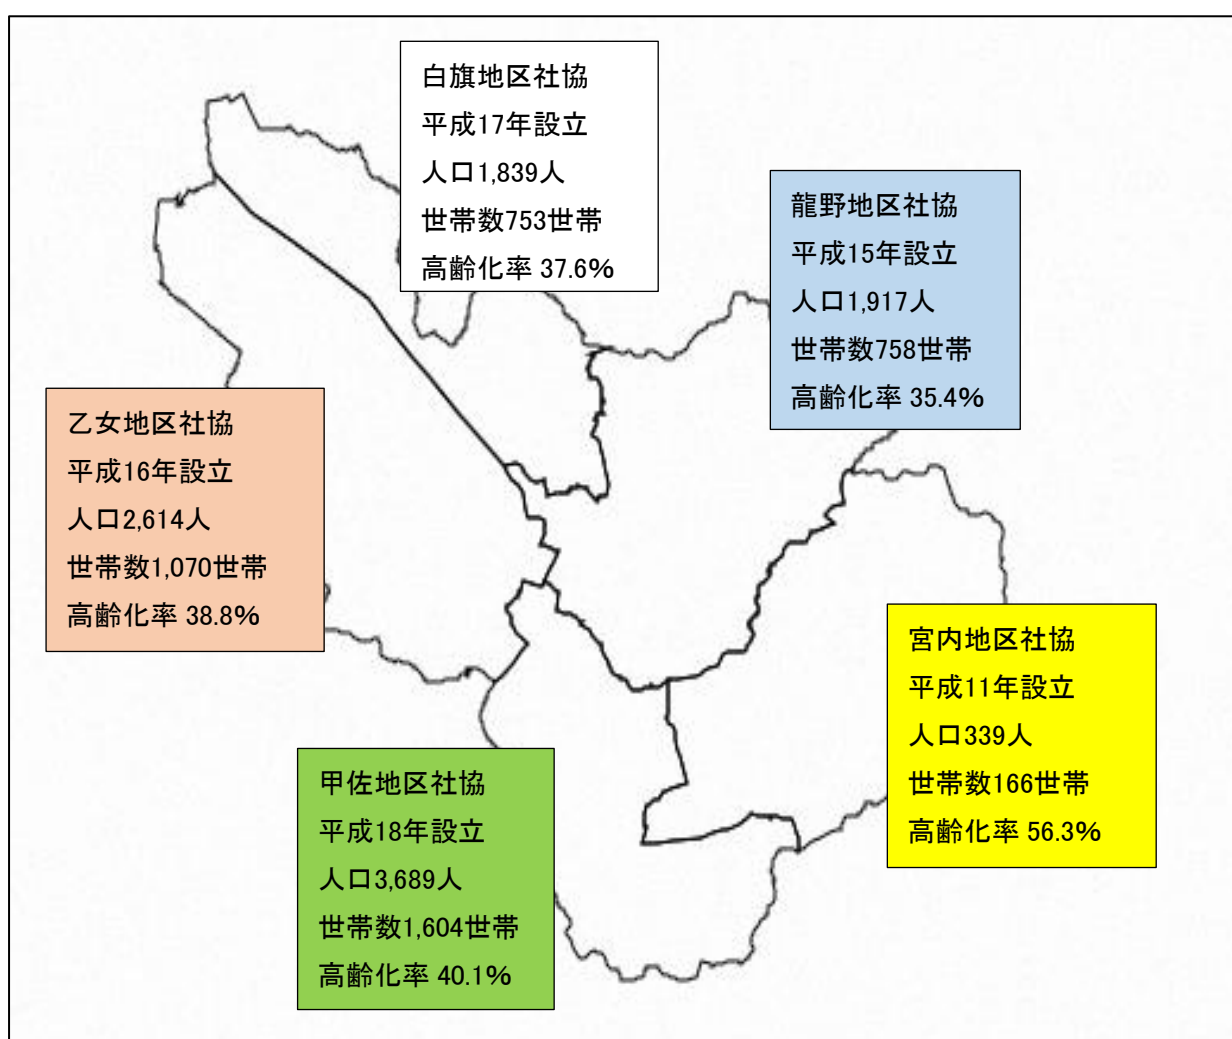 白旗地区社協
平成17年設立
人口1,839人
世帯数753世帯
高齢化率 37.6%
龍野地区社協
平成15年設立
人口1,917人
世帯数758世帯
高齢化率 35.4%
乙女地区社協
平成16年設立
人口2,614人
世帯数1,070世帯
高齢化率 38.8%
宮内地区社協
平成11年設立
人口339人
世帯数166世帯
高齢化率 56.3%
甲佐地区社協
平成18年設立
人口3,689人
世帯数1,604世帯
高齢化率 40.1%